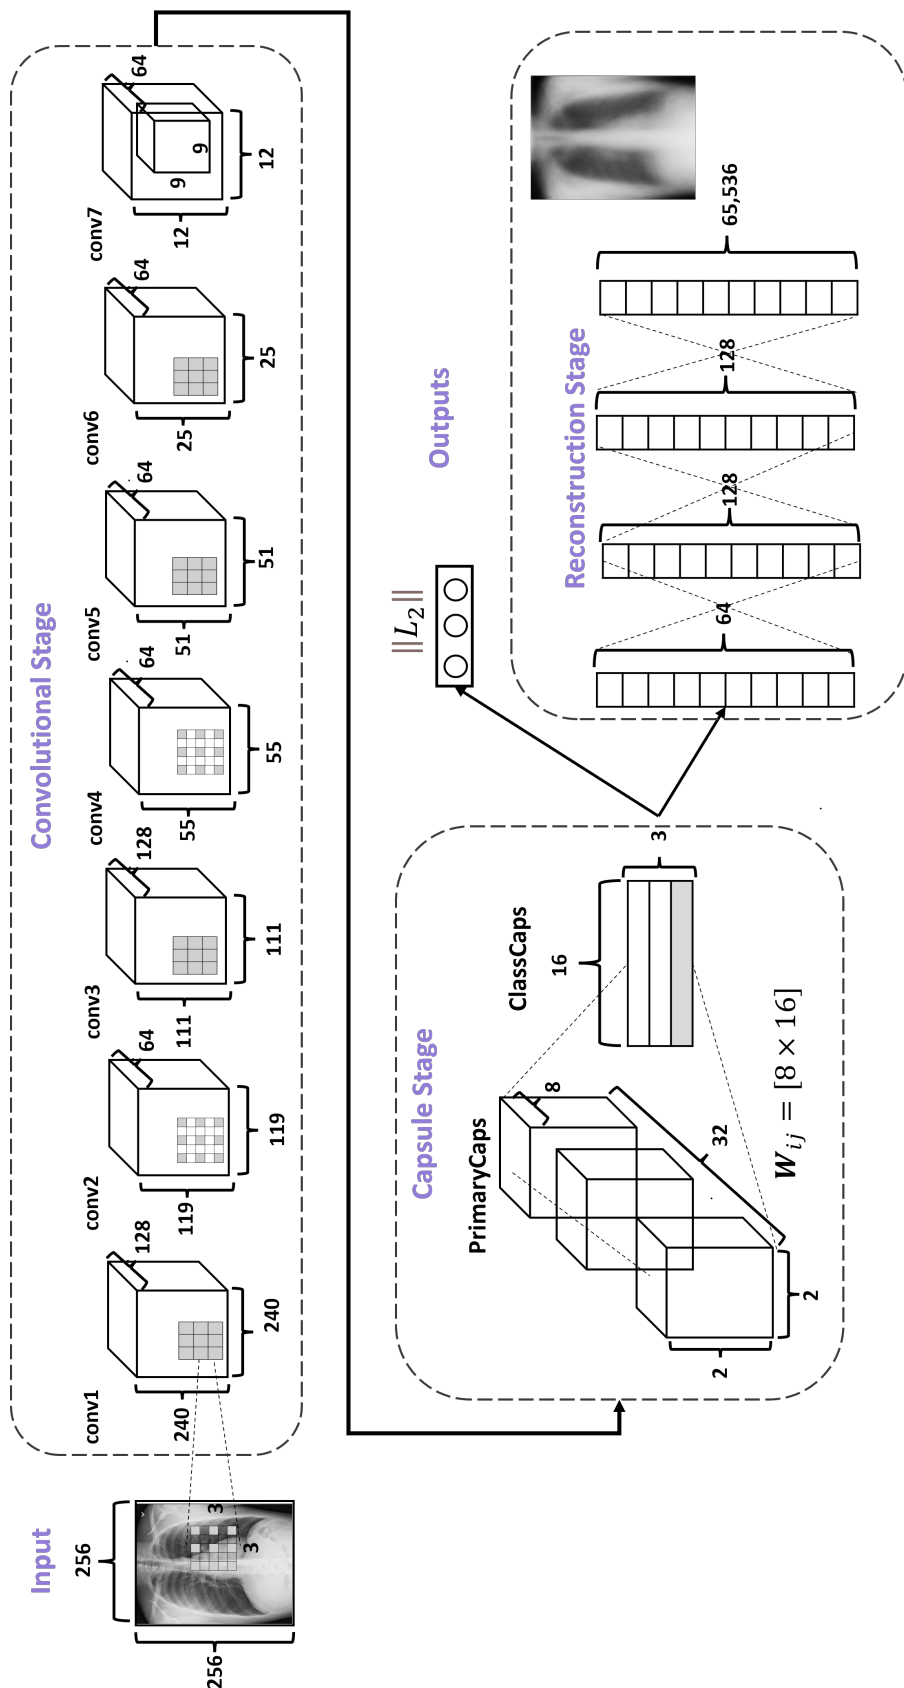 Input
256
256
3
3
Convolutional Stage
conv1
128
240
240
conv2
64
119
119
conv3
128
111
111
conv4
64
55
55
conv5
64
51
51
conv6
64
25
25
conv7
64
9
9
12
12
Capsule Stage
PrimaryCaps
8
32
2
2
ClassCaps
16
3
W_{ij} = [8 × 16]
Outputs
||L_2||
Reconstruction Stage
64
128
128
65,536